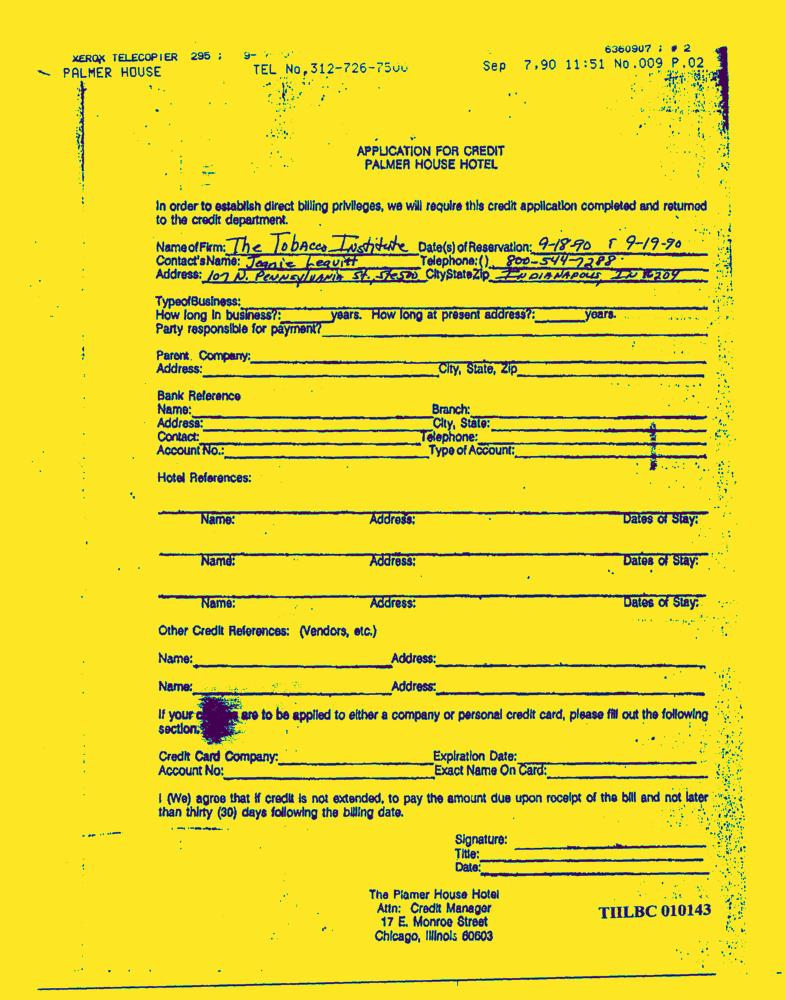 XEROX TELECOPIER 295 ; 9- 6360907 ; # 2
PALMER HOUSE TEL No.312-726-7500 Sep 7,90 11:51 No.009 P.02
APPLICATION FOR CREDIT
PALMER HOUSE HOTEL
In order to establish direct billing privileges, we will require this credit application completed and returned
to the credit department.
Name of Firm: The Tobacco Institute Date(s) of Reservation: 9-18-90 & 9-19-90
Contact's Name: Jeanie Leavitt Telephone:( ) 800-544-7288
Address: 107 N. Pennsylvania St. Ste 500 City State Zip Indianapolis, IN 46204
Type of Business:
How long in business?: years. How long at present address?: years.
Party responsible for payment?
Parent. Company:
Address: City, State, Zip
Bank Reference
Name: Branch:
Address: City, State:
Contact: Telephone:
Account No.: Type of Account:
Hotel References:
Name: Address: Dates of Stay:
Name: Address: Dates of Stay:
Name: Address: Dates of Stay:
Other Credit References: (Vendors, etc.)
Name: Address:
Name: Address:
If your are to be applied to either a company or personal credit card, please fill out the following
section.
Credit Card Company: Expiration Date:
Account No: Exact Name On Card:
I (We) agree that if credit is not extended, to pay the amount due upon receipt of the bill and not later
than thirty (30) days following the billing date.
Signature:
Title:
Date:
The Plamer House Hotel
Attn: Credit Manager
17 E. Monroe Street
Chicago, Illinois 60603
TIILBC 010143